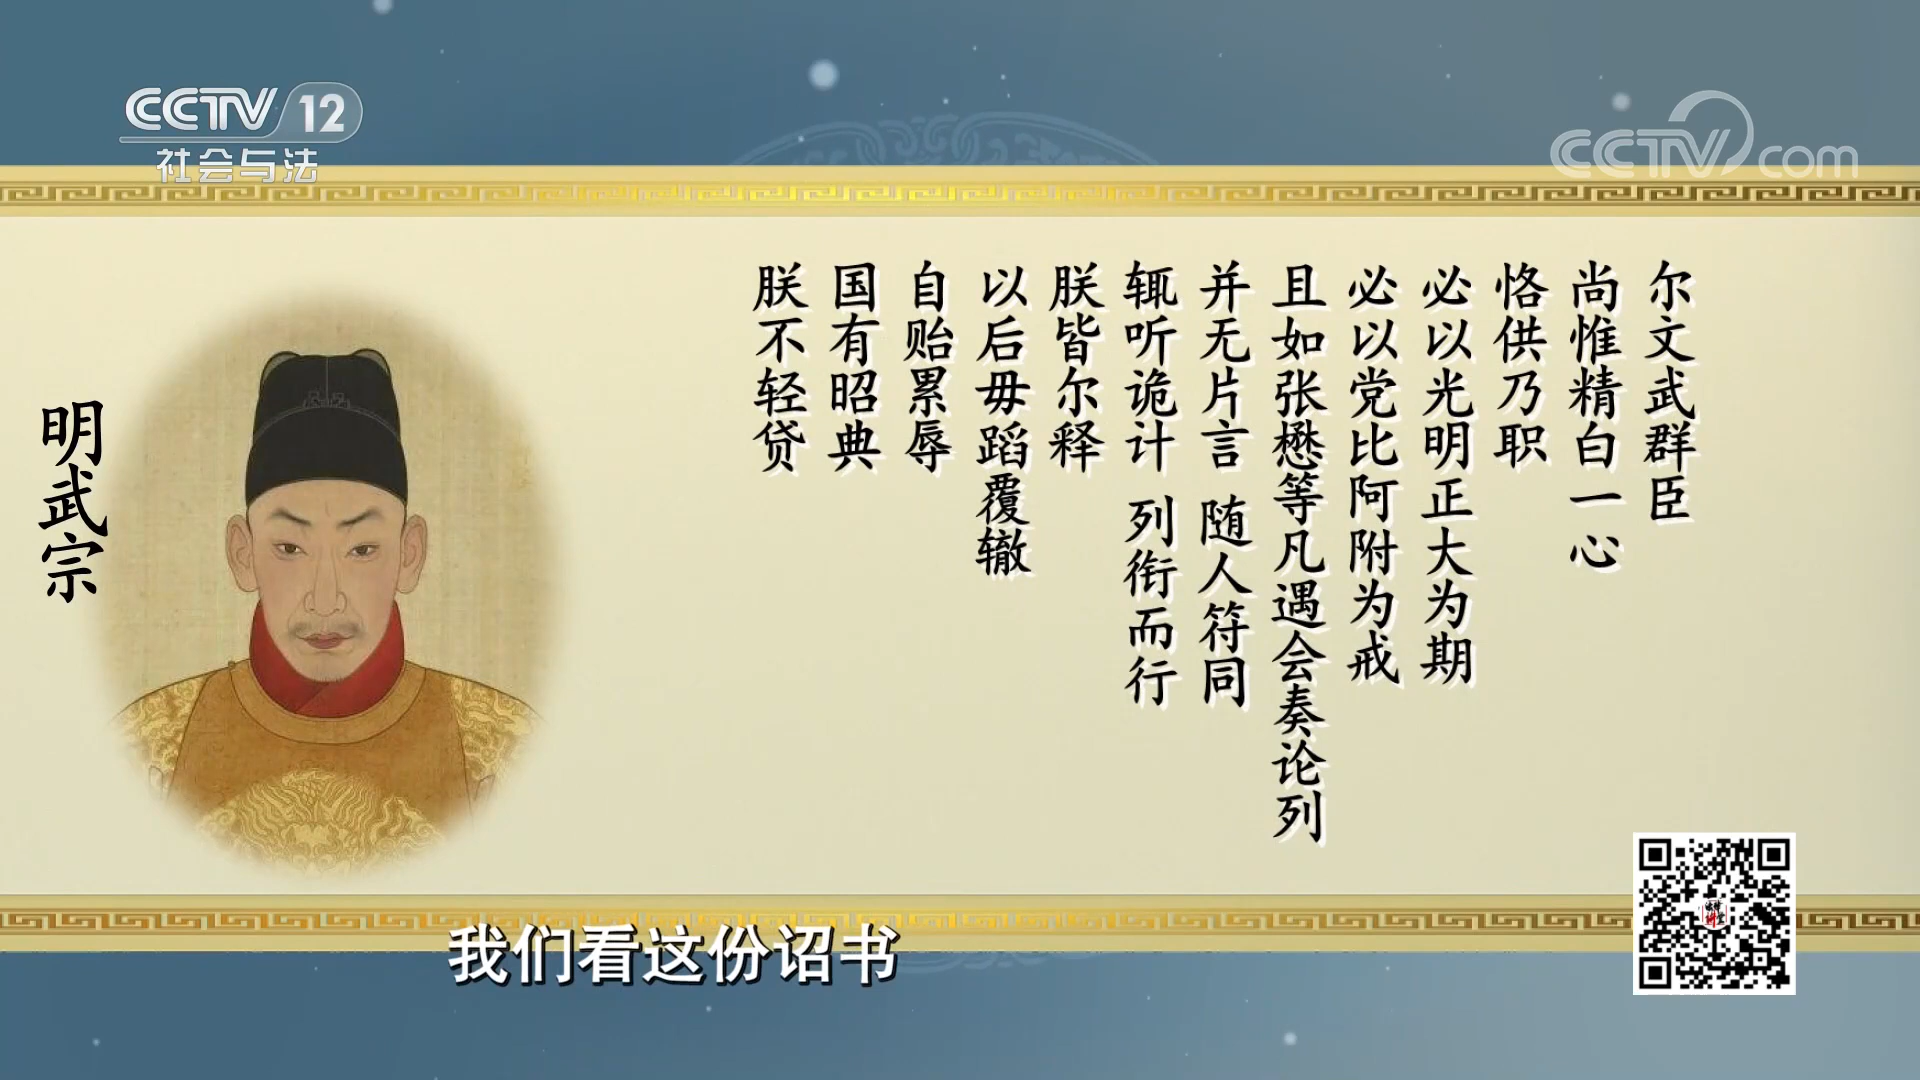 CCTV 12
社会与法
CCTV.com
尔文武群臣
尚惟精白一心
恪供乃职
必以光明正大为期
必以党比阿附为戒
且如张懋等凡遇会奏论列
并无片言 随人符同
辄听诡计 列衔而行
朕皆尔释
以后毋蹈覆辙
自贻累辱
国有昭典
朕不轻贷
明武宗
我们看这份诏书